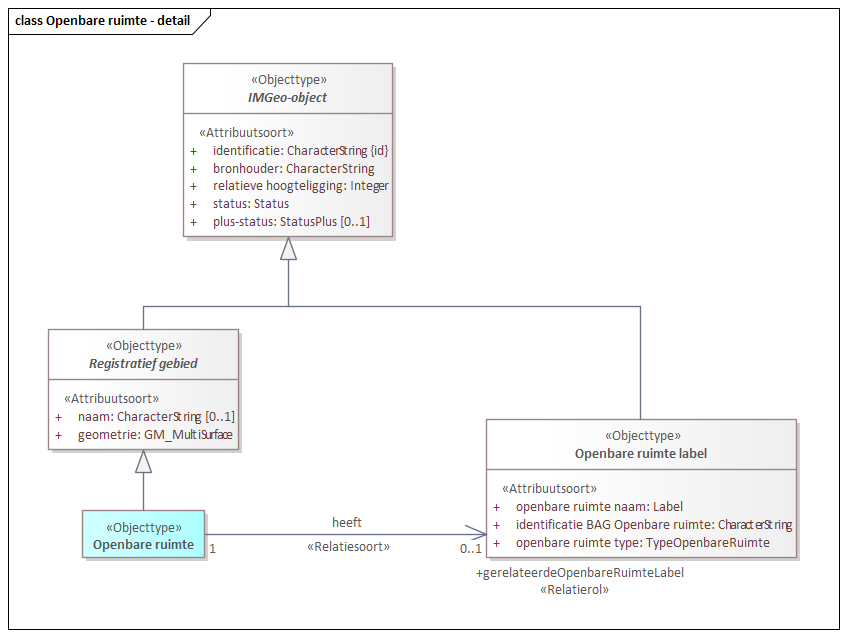 class Openbare ruimte - detail
«Objecttype»
IMGeo-object
«Attribuutsoort»
+ identificatie: CharacterString {id}
+ bronhouder: CharacterString
+ relatieve hoogteligging: Integer
+ status: Status
+ plus-status: StatusPlus [0..1]
«Objecttype»
Registratief gebied
«Attribuutsoort»
+ naam: CharacterString [0..1]
+ geometrie: GM_MultiSurface
«Objecttype»
Openbare ruimte label
«Attribuutsoort»
+ openbare ruimte naam: Label
+ identificatie BAG Openbare ruimte: CharacterString
+ openbare ruimte type: TypeOpenbareRuimte
«Objecttype»
Openbare ruimte
heeft
1
«Relatiesoort»
0..1
+gerelateerdeOpenbareRuimteLabel
«Relatierol»